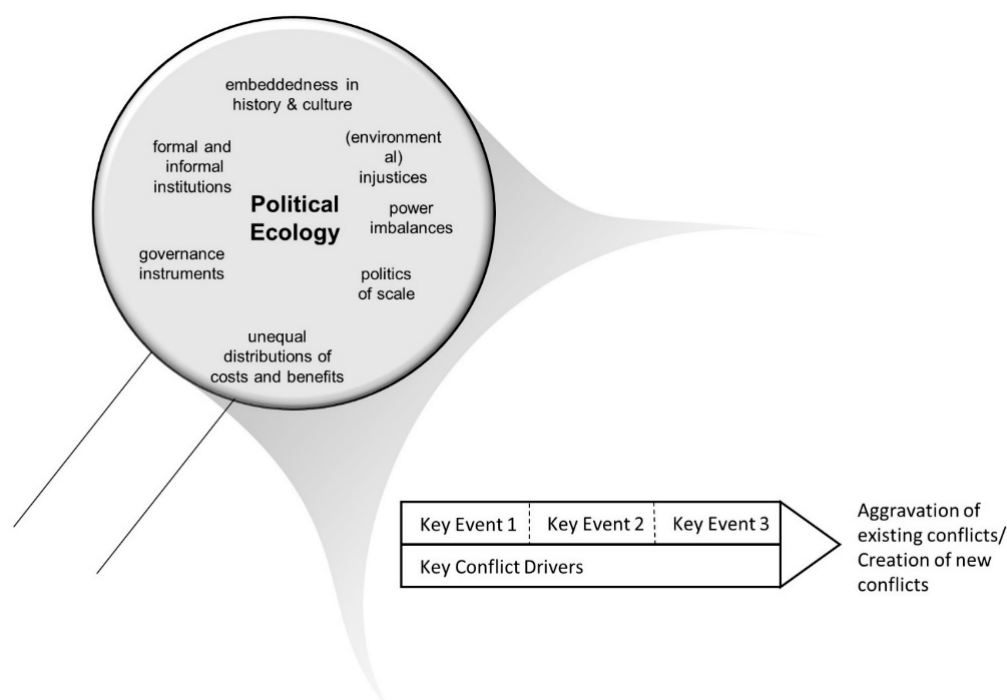 embeddedness in
history & culture
(environment
al)
injustices
formal and
informal
institutions
Political
Ecology
power
imbalances
governance
instruments
politics
of scale
unequal
distributions of
costs and benefits
Key Event 1
Key Event 2
Key Event 3
Key Conflict Drivers
Aggravation of
existing conflicts/
Creation of new
conflicts